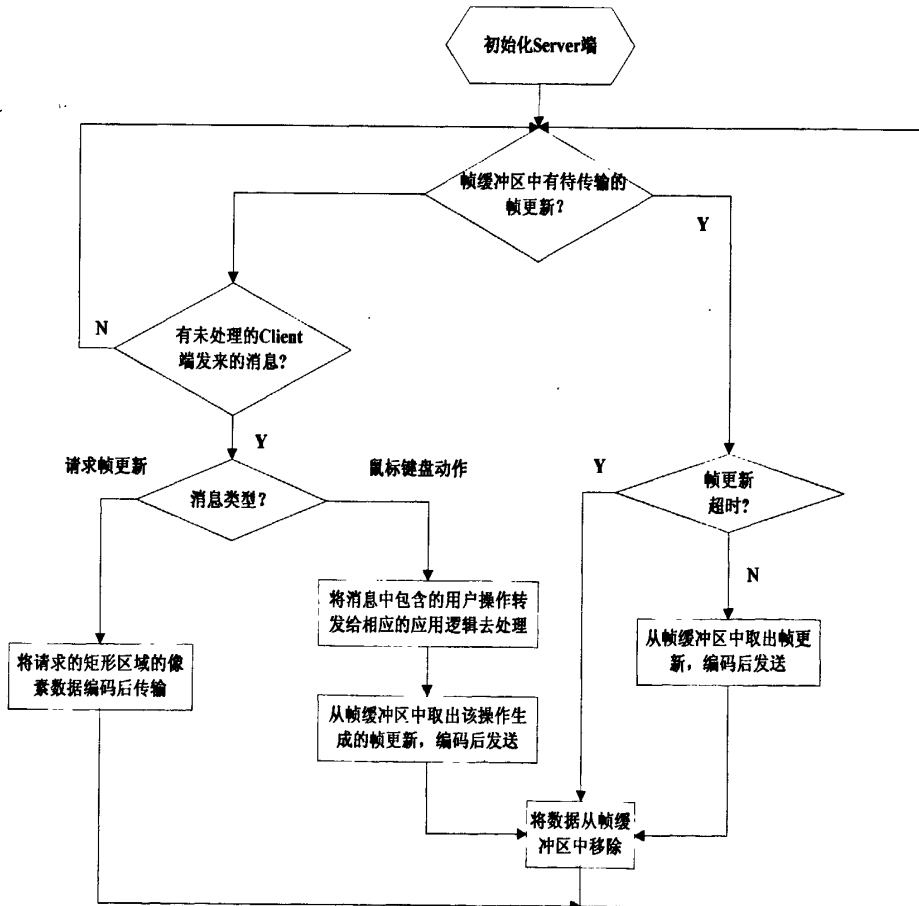 初始化Server端
帧缓冲区中有待传输的
帧更新？
Y
N
有未处理的Client
端发来的消息？
Y
请求帧更新
鼠标键盘动作
消息类型？
Y
帧更新
超时？
N
将消息中包含的用户操作转
发给相应的应用逻辑去处理
从帧缓冲区中取出帧更
新，编码后发送
将请求的矩形区域的像
素数据编码后传输
从帧缓冲区中取出该操作生
成的帧更新，编码后发送
将数据从帧缓
冲区中移除